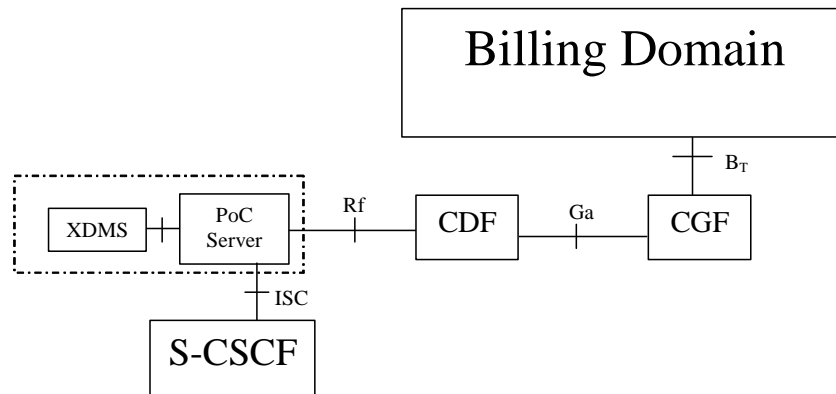 Billing Domain
B_T
Rf
Ga
XDMS
PoC
Server
CDF
CGF
ISC
S-CSCF